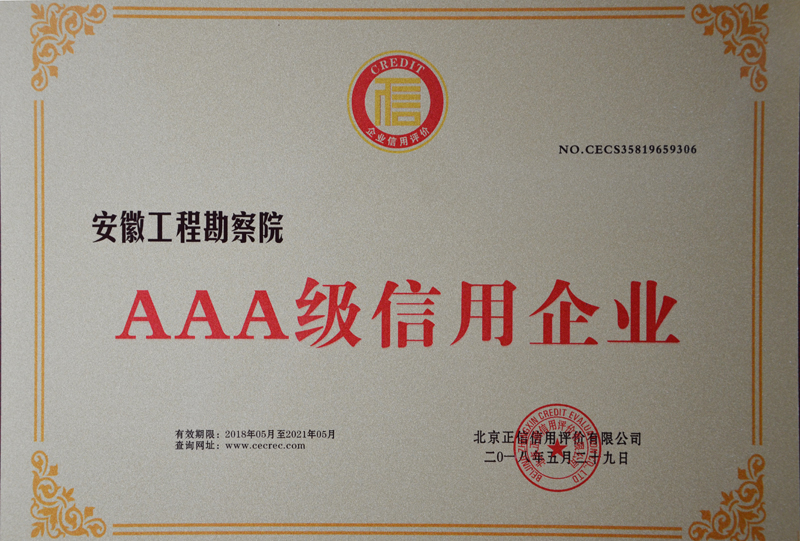 CREDIT
信
企业信用评价
NO.CECS35819659306
安徽工程勘察院
AAA级信用企业
有效期限：2018年05月至2021年05月
查询网址：www.cecrec.com
北京正信信用评价有限公司
二0一八年五月二十九日